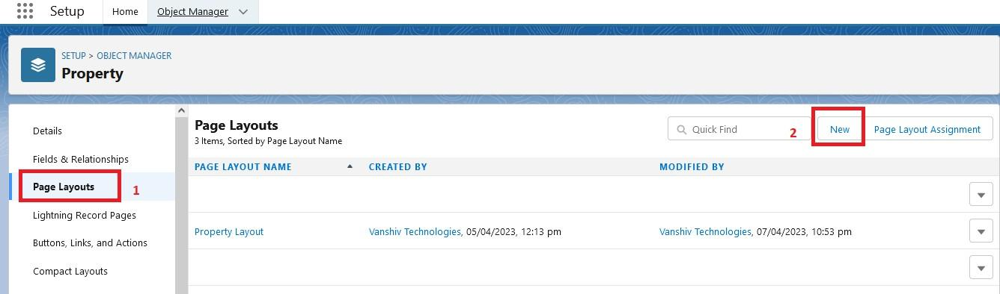 Setup Home Object Manager
SETUP > OBJECT MANAGER
Property
Details
Fields & Relationships
Page Layouts 1
Lightning Record Pages
Buttons, Links, and Actions
Compact Layouts
Page Layouts
3 Items, Sorted by Page Layout Name
Quick Find 2 New Page Layout Assignment
PAGE LAYOUT NAME CREATED BY MODIFIED BY
Property Layout Vanshiv Technologies, 05/04/2023, 12:13 pm Vanshiv Technologies, 07/04/2023, 10:53 pm